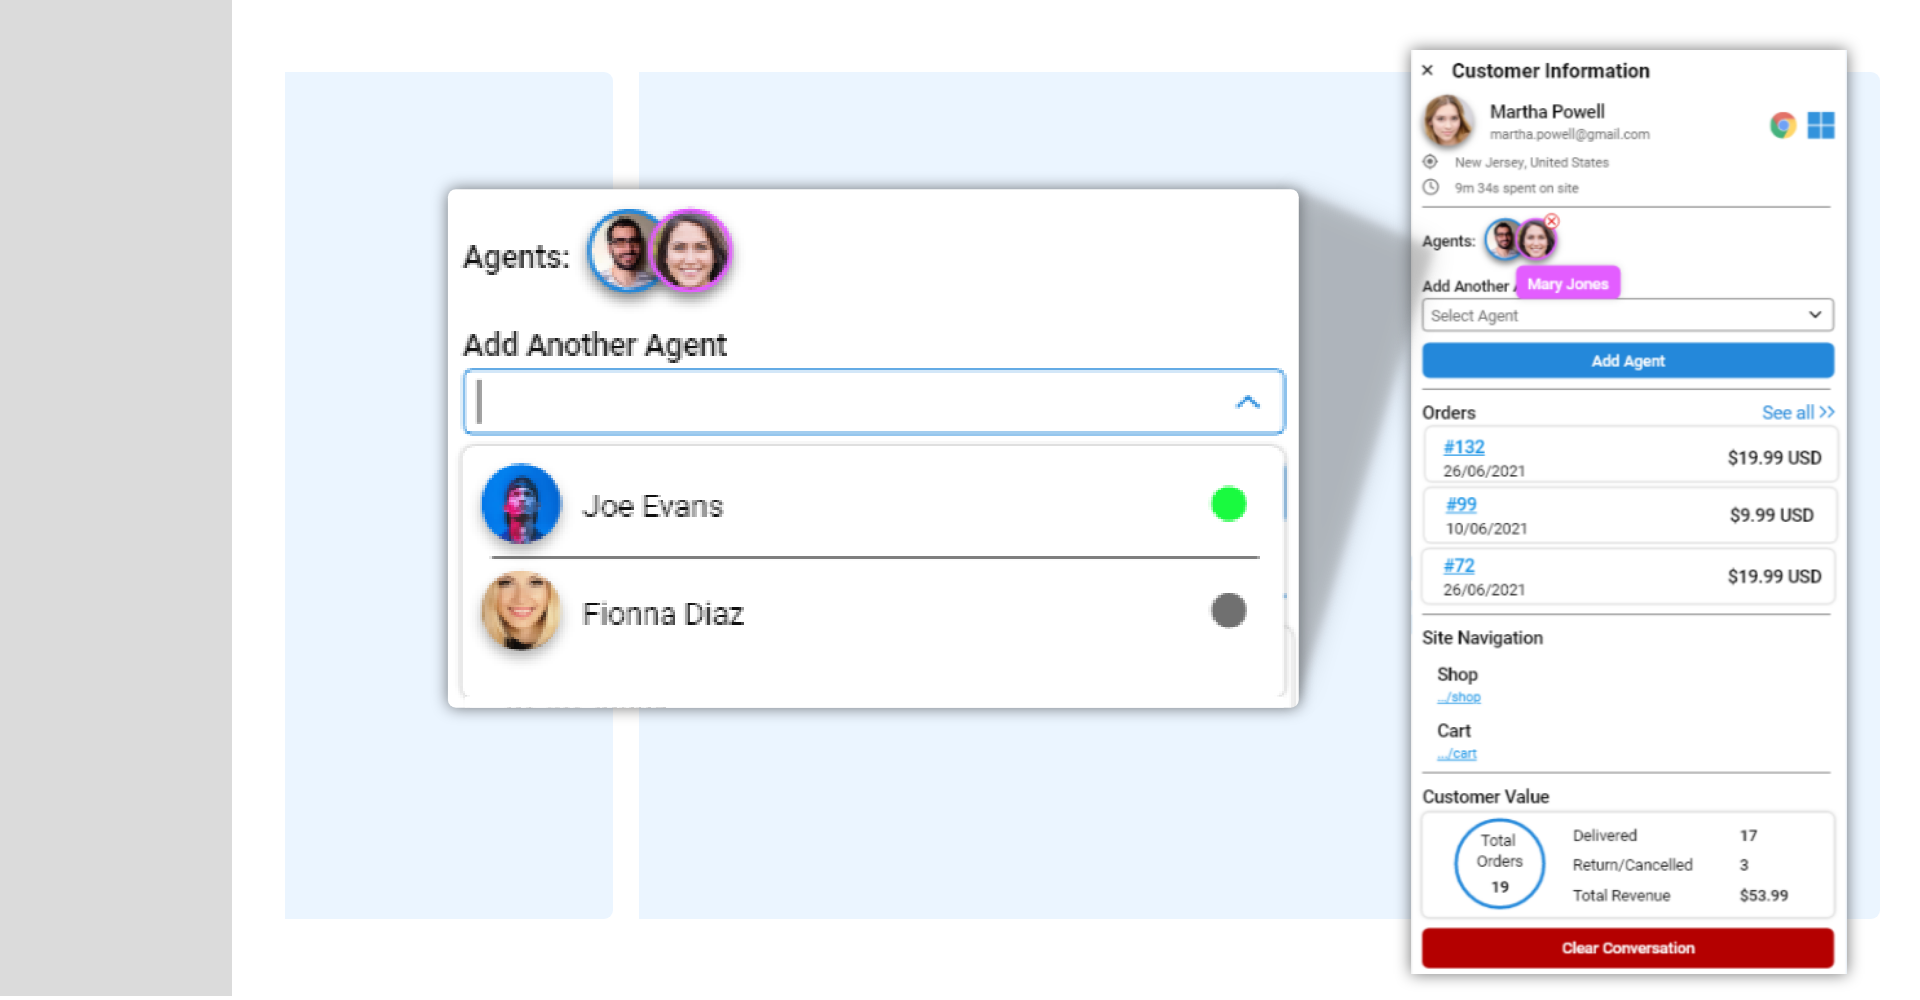 Agents:
Add Another Agent
Joe Evans
Fionna Diaz
Customer Information
Martha Powell
martha.powell@gmail.com
New Jersey, United States
9m 34s spent on site
Agents:
Mary Jones
Add Another
Select Agent
Add Agent
Orders
See all >>
#132
26/06/2021
$19.99 USD
#99
10/06/2021
$9.99 USD
#72
26/06/2021
$19.99 USD
Site Navigation
Shop
.../shop
Cart
.../cart
Customer Value
Total
Orders
19
Delivered 17
Return/Cancelled 3
Total Revenue $53.99
Clear Conversation